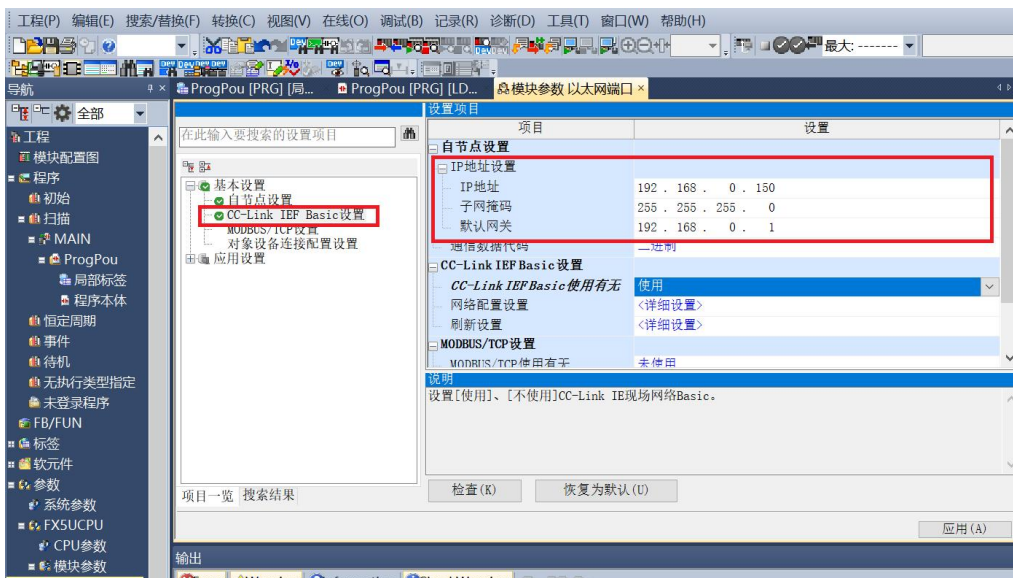 工程(P) 编辑(E) 搜索/替换(F) 转换(C) 视图(V) 在线(O) 调试(B) 记录(R) 诊断(D) 工具(T) 窗口(W) 帮助(H)
最大: -------
导航
ProgPou [PRG] [局...
ProgPou [PRG] [LD...
模块参数 以太网端口
全部
工程
模块配置图
程序
初始
扫描
MAIN
ProgPou
局部标签
程序本体
恒定周期
事件
待机
无执行类型指定
未登录程序
FB/FUN
标签
软元件
参数
系统参数
FX5UCPU
CPU参数
模块参数
在此输入要搜索的设置项目
基本设置
自节点设置
CC-Link IEF Basic设置
MODBUS/TCP设置
对象设备连接配置设置
应用设置
项目一览 搜索结果
设置项目
项目 设置
自节点设置
IP地址设置
IP地址 192 . 168 . 0 . 150
子网掩码 255 . 255 . 255 . 0
默认网关 192 . 168 . 0 . 1
通信数据代码 二进制
CC-Link IEF Basic设置
CC-Link IEF Basic使用有无 使用
网络配置设置 <详细设置>
刷新设置 <详细设置>
MODBUS/TCP设置
MODBUS/TCP使用有无 未使用
说明
设置[使用]、[不使用]CC-Link IE现场网络Basic。
检查(K) 恢复为默认(U)
应用(A)
输出